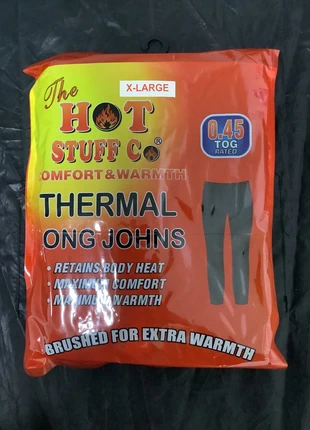 The
X-LARGE
HOT
STUFF CO®
OMFORT & WARMTH
0.45
TOG
RATED
THERMAL
ONG JOHNS
• RETAINS BODY HEAT
• MAXIMUM COMFORT
• MAXIMUM WARMTH
BRUSHED FOR EXTRA WARMTH